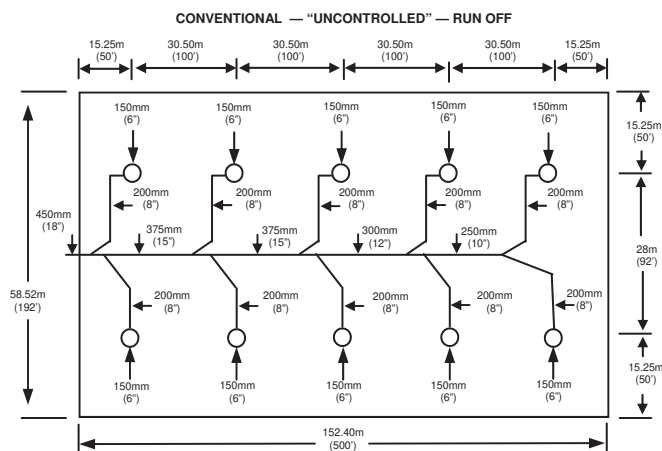 CONVENTIONAL — “UNCONTROLLED” — RUN OFF
15.25m 30.50m 30.50m 30.50m 30.50m 15.25m
(50') (100') (100') (100') (100') (50')
150mm 150mm 150mm 150mm 150mm
(6") (6") (6") (6") (6")
15.25m
(50')
200mm 200mm 200mm 200mm 200mm
(8") (8") (8") (8") (8")
450mm
(18")
375mm 375mm 300mm 250mm
(15") (15") (12") (10")
28m
(92')
58.52m
(192')
200mm 200mm 200mm 200mm 200mm
(8") (8") (8") (8") (8")
15.25m
(50')
150mm 150mm 150mm 150mm 150mm
(6") (6") (6") (6") (6")
152.40m
(500')